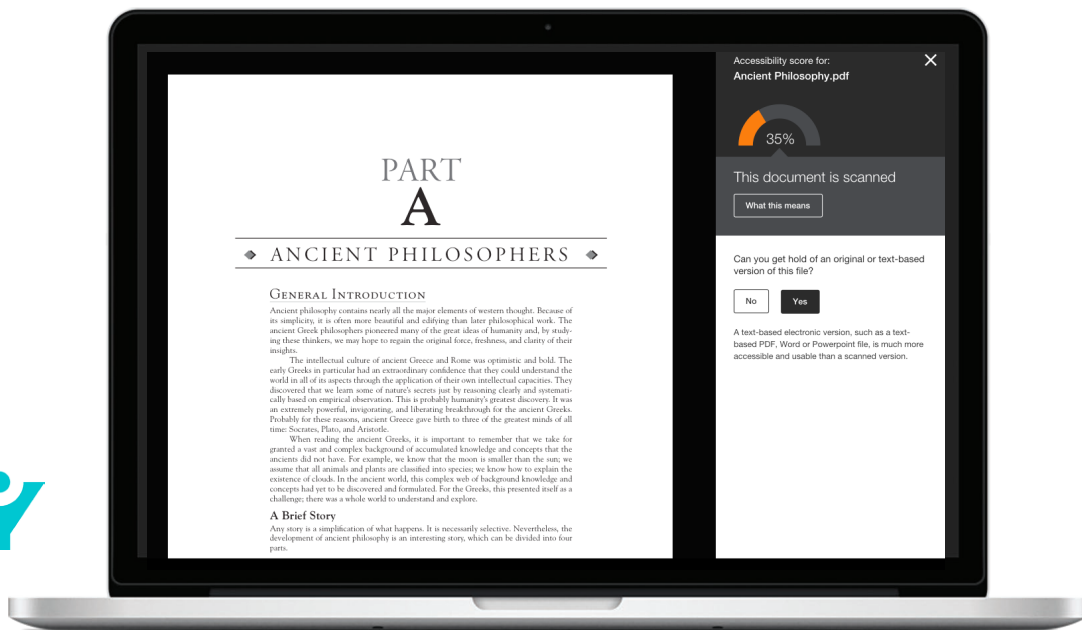 PART
A
ANCIENT PHILOSOPHERS
GENERAL INTRODUCTION
Ancient philosophy contains nearly all the major elements of western thought. Because of
its simplicity, it is often more beautiful and edifying than later philosophical work. The
ancient Greek philosophers pioneered many of the great ideas of humanity and, by study-
ing these thinkers, we may hope to regain the original force, freshness, and clarity of their
insights.
The intellectual culture of ancient Greece and Rome was optimistic and bold. The
early Greeks in particular had an extraordinary confidence that they could understand the
world in all of its aspects through the application of their own intellectual capacities. They
discovered that we learn some of nature's secrets just by reasoning clearly and systemati-
cally based on empirical observation. This is probably humanity's greatest discovery. It was
an extremely powerful, invigorating, and liberating breakthrough for the ancient Greeks.
Probably for these reasons, ancient Greece gave birth to three of the greatest minds of all
time: Socrates, Plato, and Aristotle.
When reading the ancient Greeks, it is important to remember that we take for
granted a vast and complex background of accumulated knowledge and concepts that the
ancients did not have. For example, we know that the moon is smaller than the sun; we
assume that all animals and plants are classified into species; we know how to explain the
existence of clouds. In the ancient world, this complex web of background knowledge and
concepts had yet to be discovered and formulated. For the Greeks, this presented itself as a
challenge; there was a whole world to understand and explore.
A Brief Story
Any story is a simplification of what happens. It is necessarily selective. Nevertheless, the
development of ancient philosophy is an interesting story, which can be divided into four
parts.
Accessibility score for:
Ancient Philosophy.pdf
35%
This document is scanned
What this means
Can you get hold of an original or text-based
version of this file?
No
Yes
A text-based electronic version, such as a text-
based PDF, Word or Powerpoint file, is much more
accessible and usable than a scanned version.